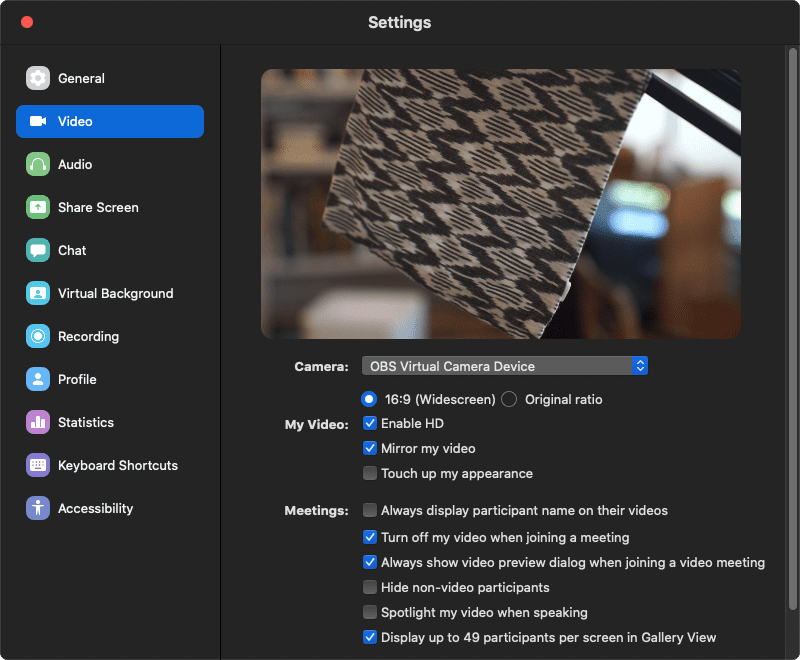 Settings
General
Video
Audio
Share Screen
Chat
Virtual Background
Recording
Profile
Statistics
Keyboard Shortcuts
Accessibility
Camera: OBS Virtual Camera Device
16:9 (Widescreen) Original ratio
My Video: Enable HD
Mirror my video
Touch up my appearance
Meetings: Always display participant name on their videos
Turn off my video when joining a meeting
Always show video preview dialog when joining a video meeting
Hide non-video participants
Spotlight my video when speaking
Display up to 49 participants per screen in Gallery View